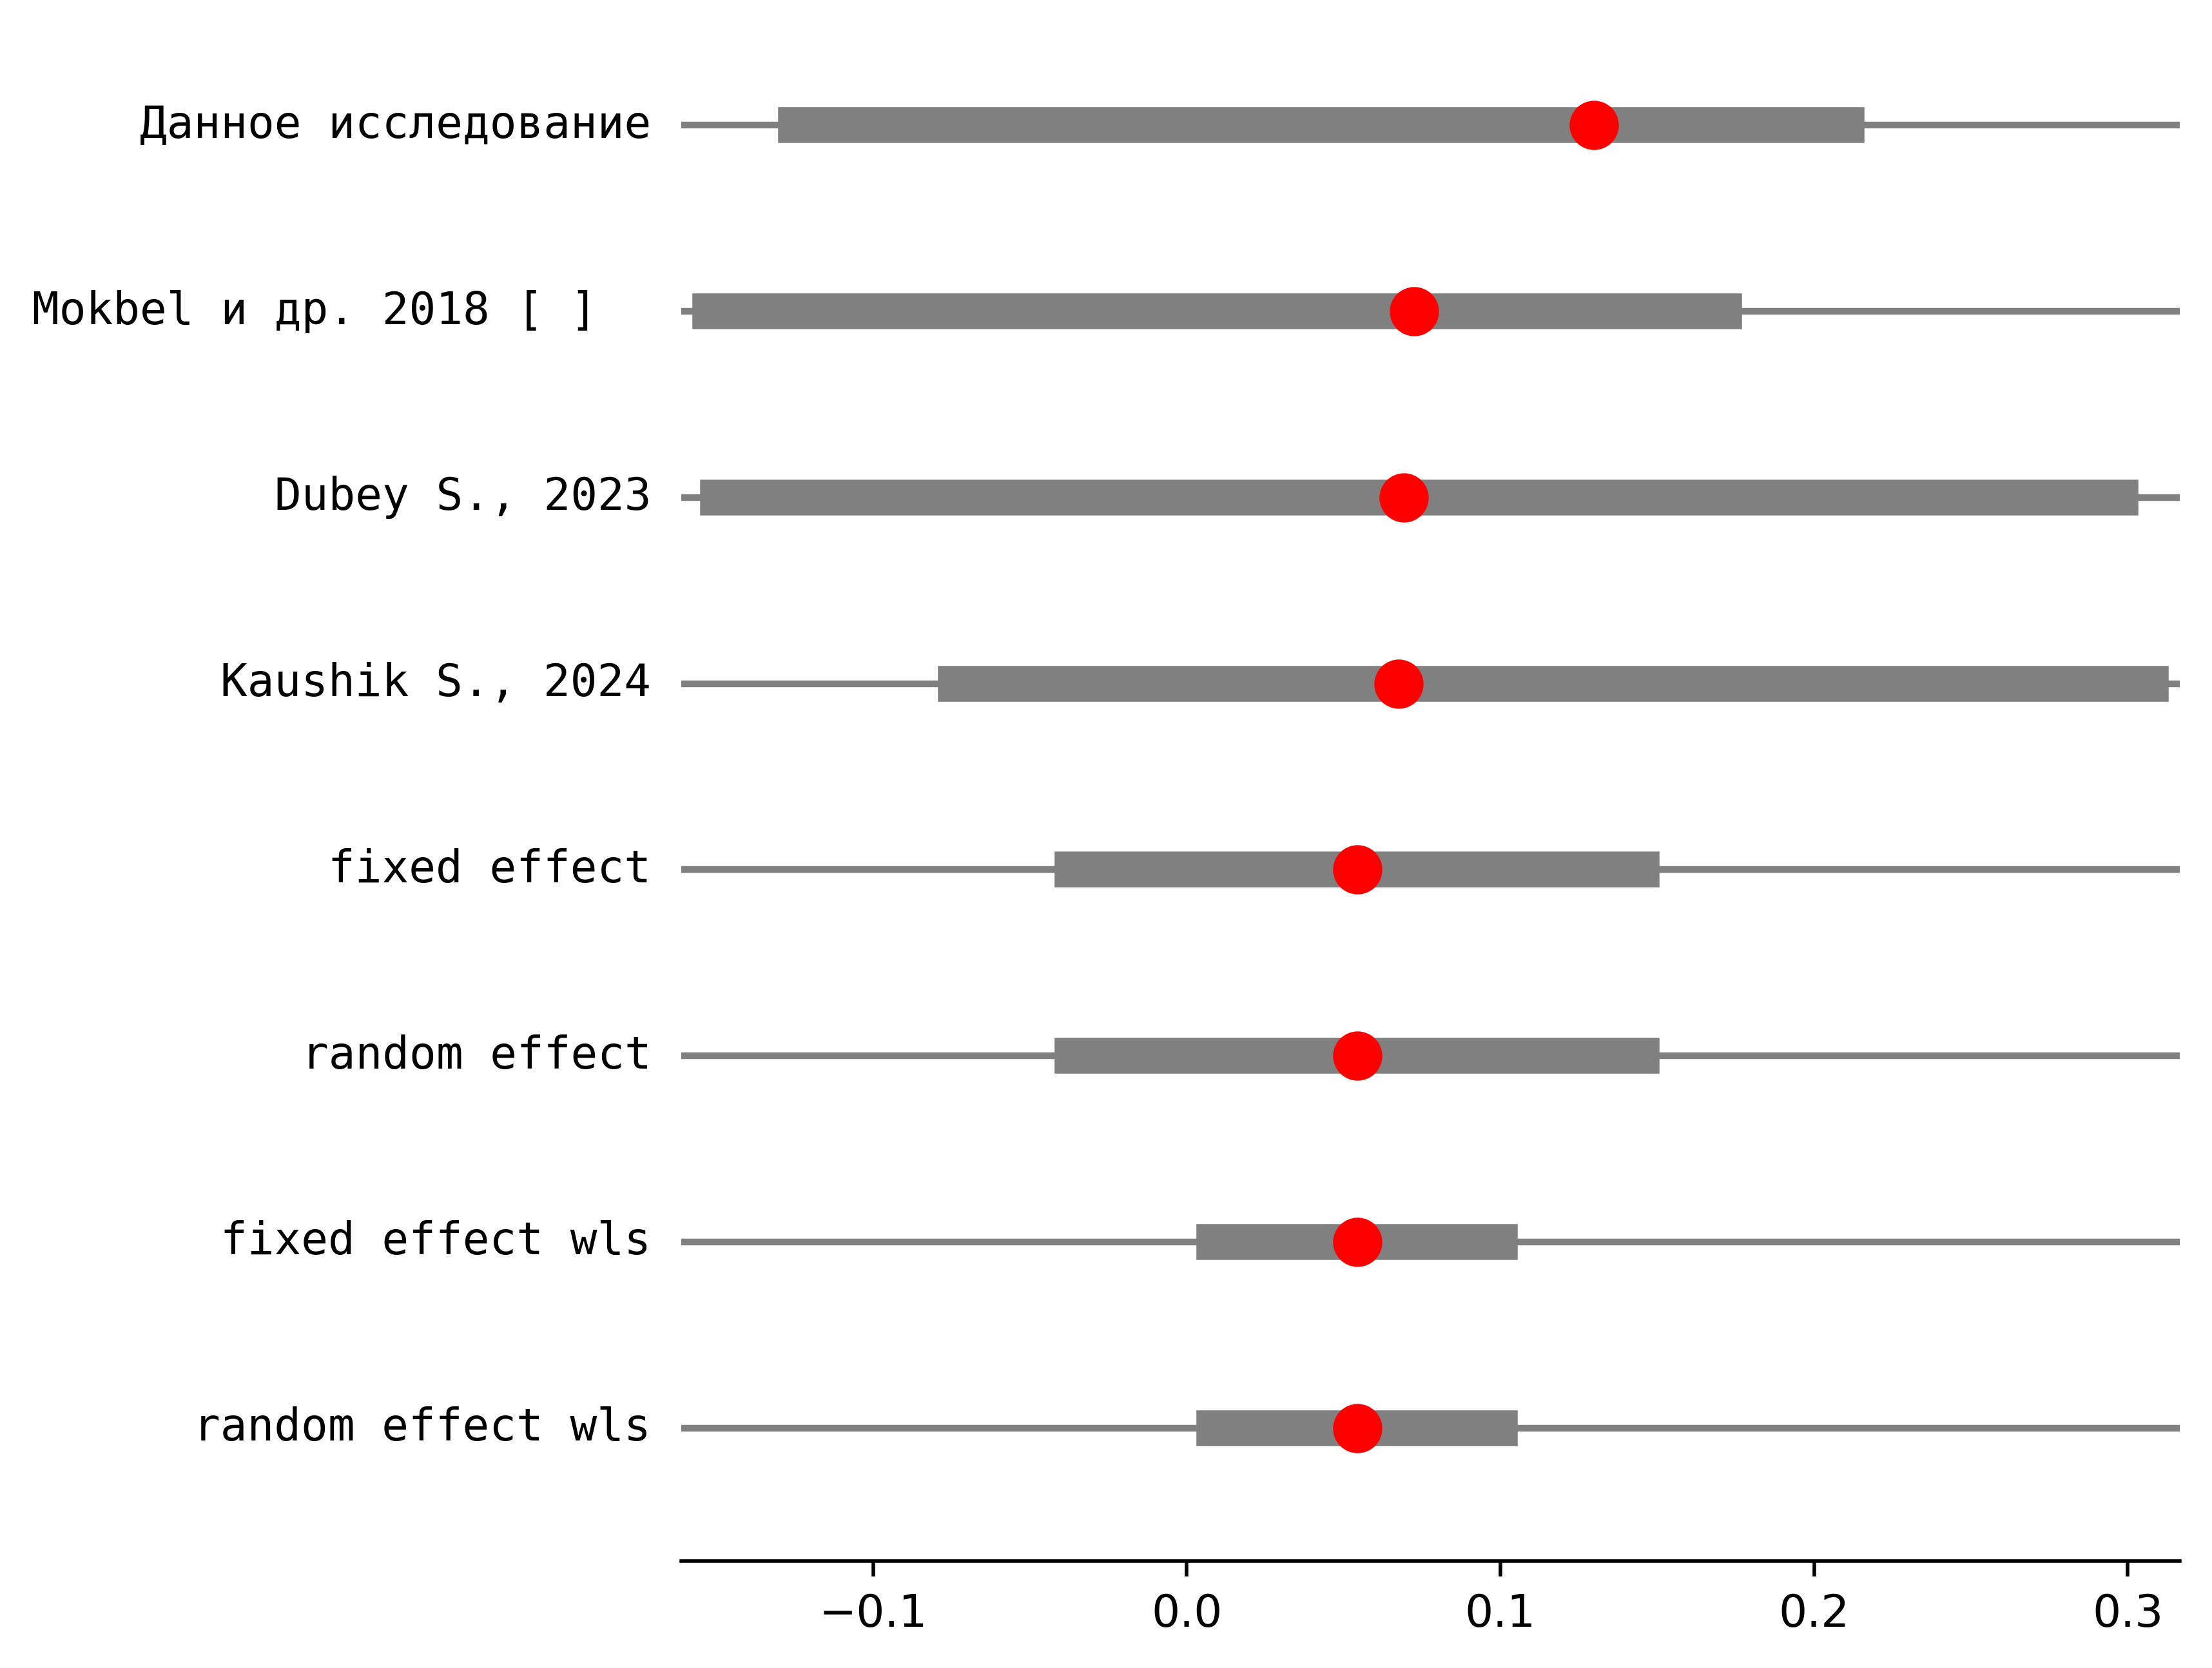 Данное исследование
Mokbel и др. 2018 [ ]
Dubey S., 2023
Kaushik S., 2024
fixed effect
random effect
fixed effect wls
random effect wls
−0.1 0.0 0.1 0.2 0.3